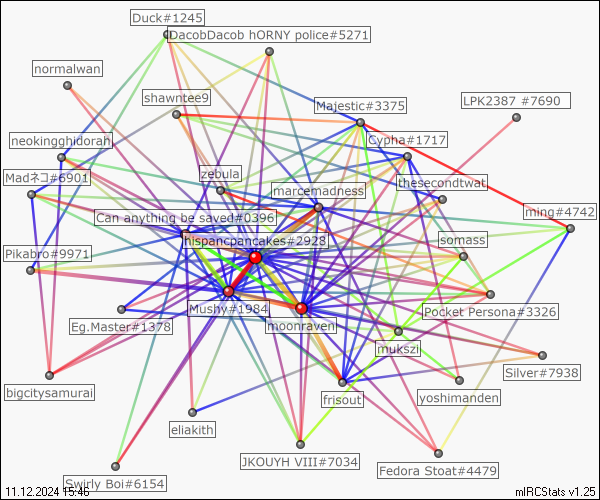 Duck#1245
DacobDacob hORNY police#5271
normalwan
shawntee9
Majestic#3375
LPK2387 #7690
neokingghidorah
Cypha#1717
Madネコ#6901
zebula
marcemadness
thesecondtwat
Can anything be saved#0396
ming#4742
hispancpancakes#2928
somass
Pikabro#9971
Mushy#1984
Pocket Persona#3326
Eg.Master#1378
moonraven
mukszi
Silver#7938
bigcitysamurai
frisout
yoshimanden
eliakith
JKOUYH VIII#7034
Fedora Stoat#4479
Swirly Boi#6154
11.12.2024 15:46
mIRCStats v1.25